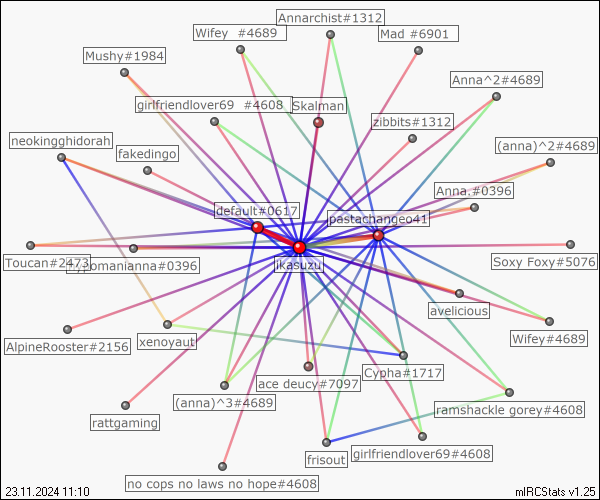 Annarchist#1312
Wifey #4689
Mad #6901
Mushy#1984
Anna^2#4689
girlfriendlover69 #4608
Skalman
zibbits#1312
neokingghidorah
(anna)^2#4689
fakedingo
Anna.#0396
default#0617
pastachangeo41
Toucan#2473
omanianna#0396
jkasuzu
Soxy Foxy#5076
avelicious
AlpineRooster#2156
xenoyaut
Wifey#4689
Cypha#1717
ace deucy#7097
(anna)^3#4689
ramshackle gorey#4608
rattgaming
frisout
girlfriendlover69#4608
no cops no laws no hope#4608
23.11.2024 11:10
mIRCStats v1.25